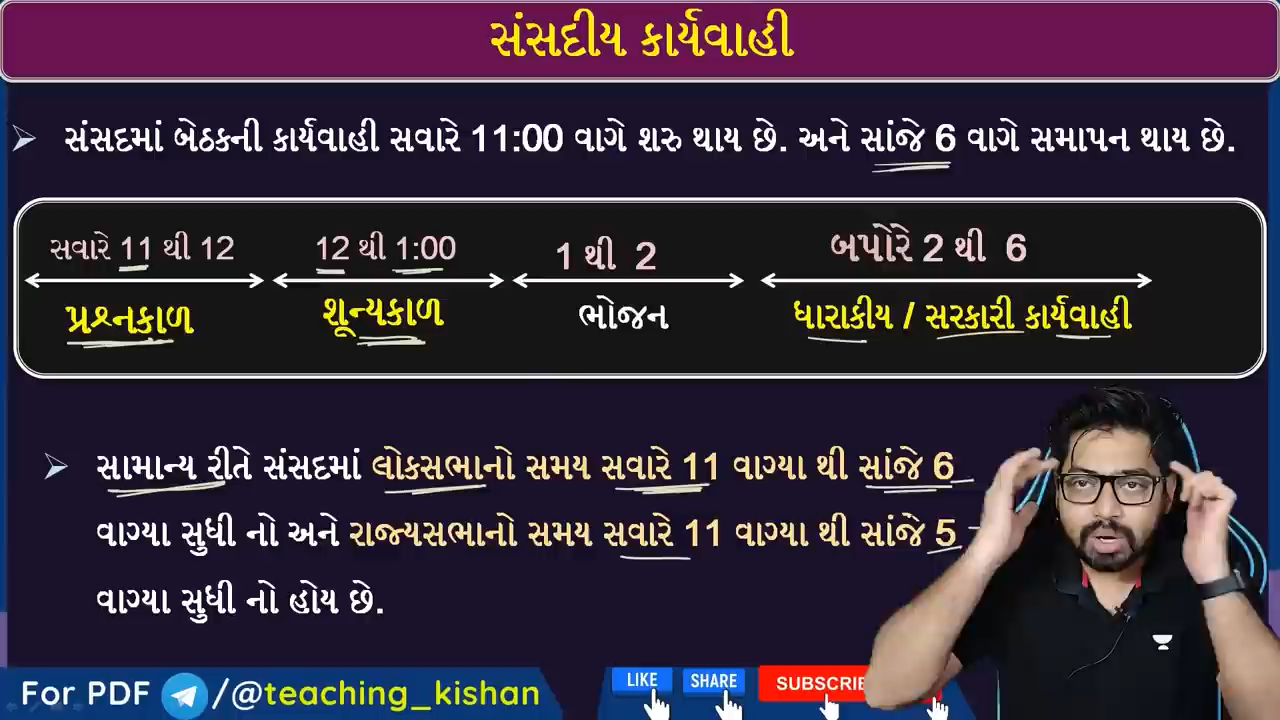 સંસદીય કાર્યવાહી
સંસદમાં બેઠકની કાર્યવાહી સવારે 11:00 વાગે શરુ થાય છે. અને સાંજે 6 વાગે સમાપન થાય છે.
સવારે 11 થી 12 12 થી 1:00 1 થી 2 બપોરે 2 થી 6
પ્રશ્નકાળ શૂન્યકાળ ભોજન ધારાકીય / સરકારી કાર્યવાહી
સામાન્ય રીતે સંસદમાં લોકસભાનો સમય સવારે 11 વાગ્યા થી સાંજે 6
વાગ્યા સુધી નો અને રાજ્યસભાનો સમય સવારે 11 વાગ્યા થી સાંજે 5
વાગ્યા સુધી નો હોય છે.
For PDF /@teaching_kishan LIKE SHARE